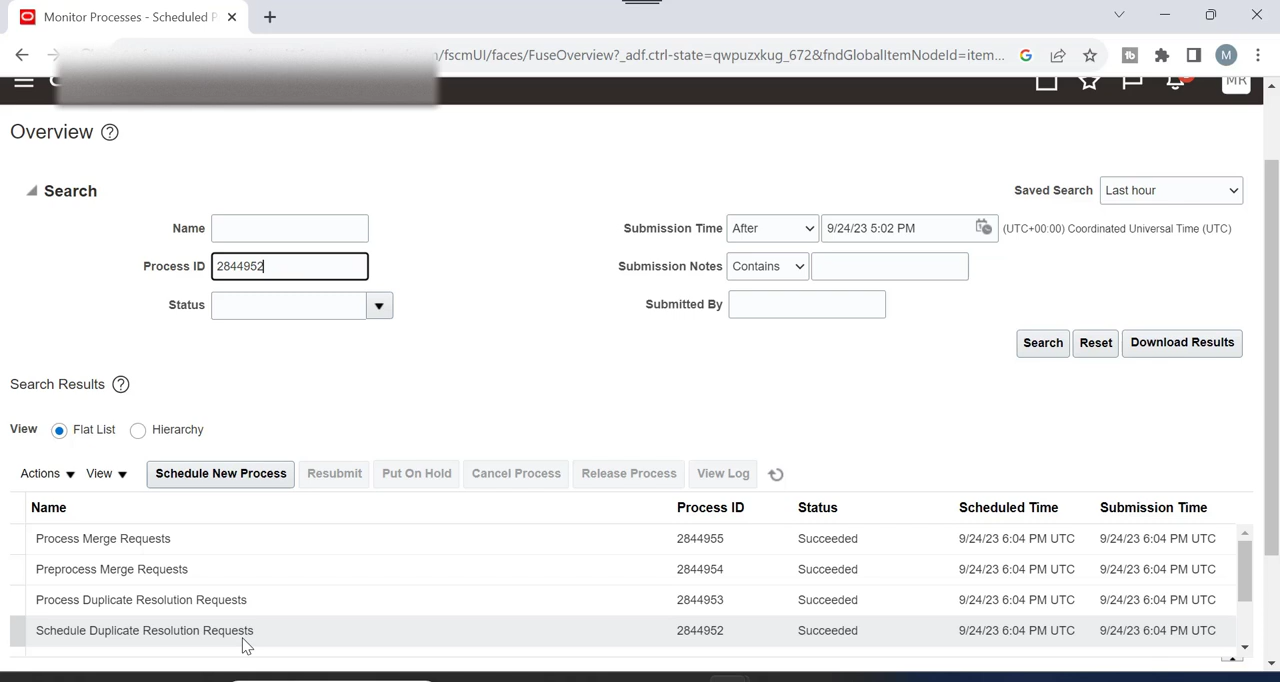 Monitor Processes - Scheduled P
/fscmUI/faces/FuseOverview?_adf.ctrl-state=qwpuzxkug_672&fndGlobalItemNodeId=item...
M
MR
Overview
Search
Saved Search Last hour
Name
Submission Time After 9/24/23 5:02 PM (UTC+00:00) Coordinated Universal Time (UTC)
Process ID 2844952
Submission Notes Contains
Status
Submitted By
Search Reset Download Results
Search Results
View Flat List Hierarchy
Actions View Schedule New Process Resubmit Put On Hold Cancel Process Release Process View Log
Name Process ID Status Scheduled Time Submission Time
Process Merge Requests 2844955 Succeeded 9/24/23 6:04 PM UTC 9/24/23 6:04 PM UTC
Preprocess Merge Requests 2844954 Succeeded 9/24/23 6:04 PM UTC 9/24/23 6:04 PM UTC
Process Duplicate Resolution Requests 2844953 Succeeded 9/24/23 6:04 PM UTC 9/24/23 6:04 PM UTC
Schedule Duplicate Resolution Requests 2844952 Succeeded 9/24/23 6:04 PM UTC 9/24/23 6:04 PM UTC